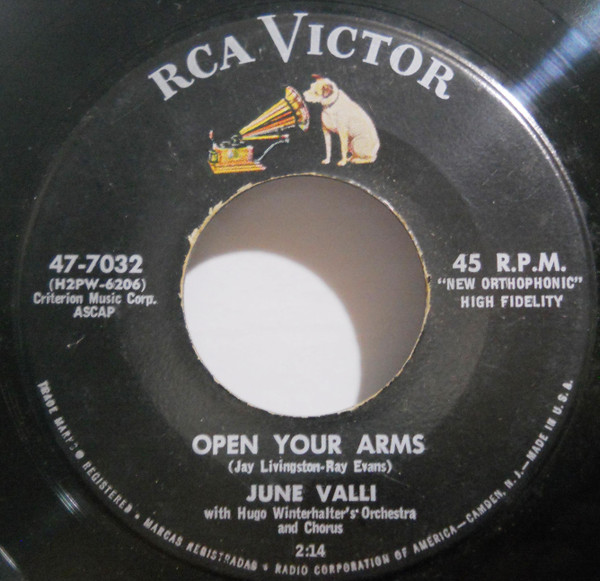 RCA VICTOR
47-7032
(H2PW-6206)
Criterion Music Corp.
ASCAP
45 R.P.M.
"NEW ORTHOPHONIC"
HIGH FIDELITY
OPEN YOUR ARMS
(Jay Livingston-Ray Evans)
JUNE VALLI
with Hugo Winterhalter's Orchestra
and Chorus
2:14
TRADE MARKS ® REGISTERED • MARCAS REGISTRADAS • RADIO CORPORATION OF AMERICA—CAMDEN, N. J.—MADE IN U.S.A.